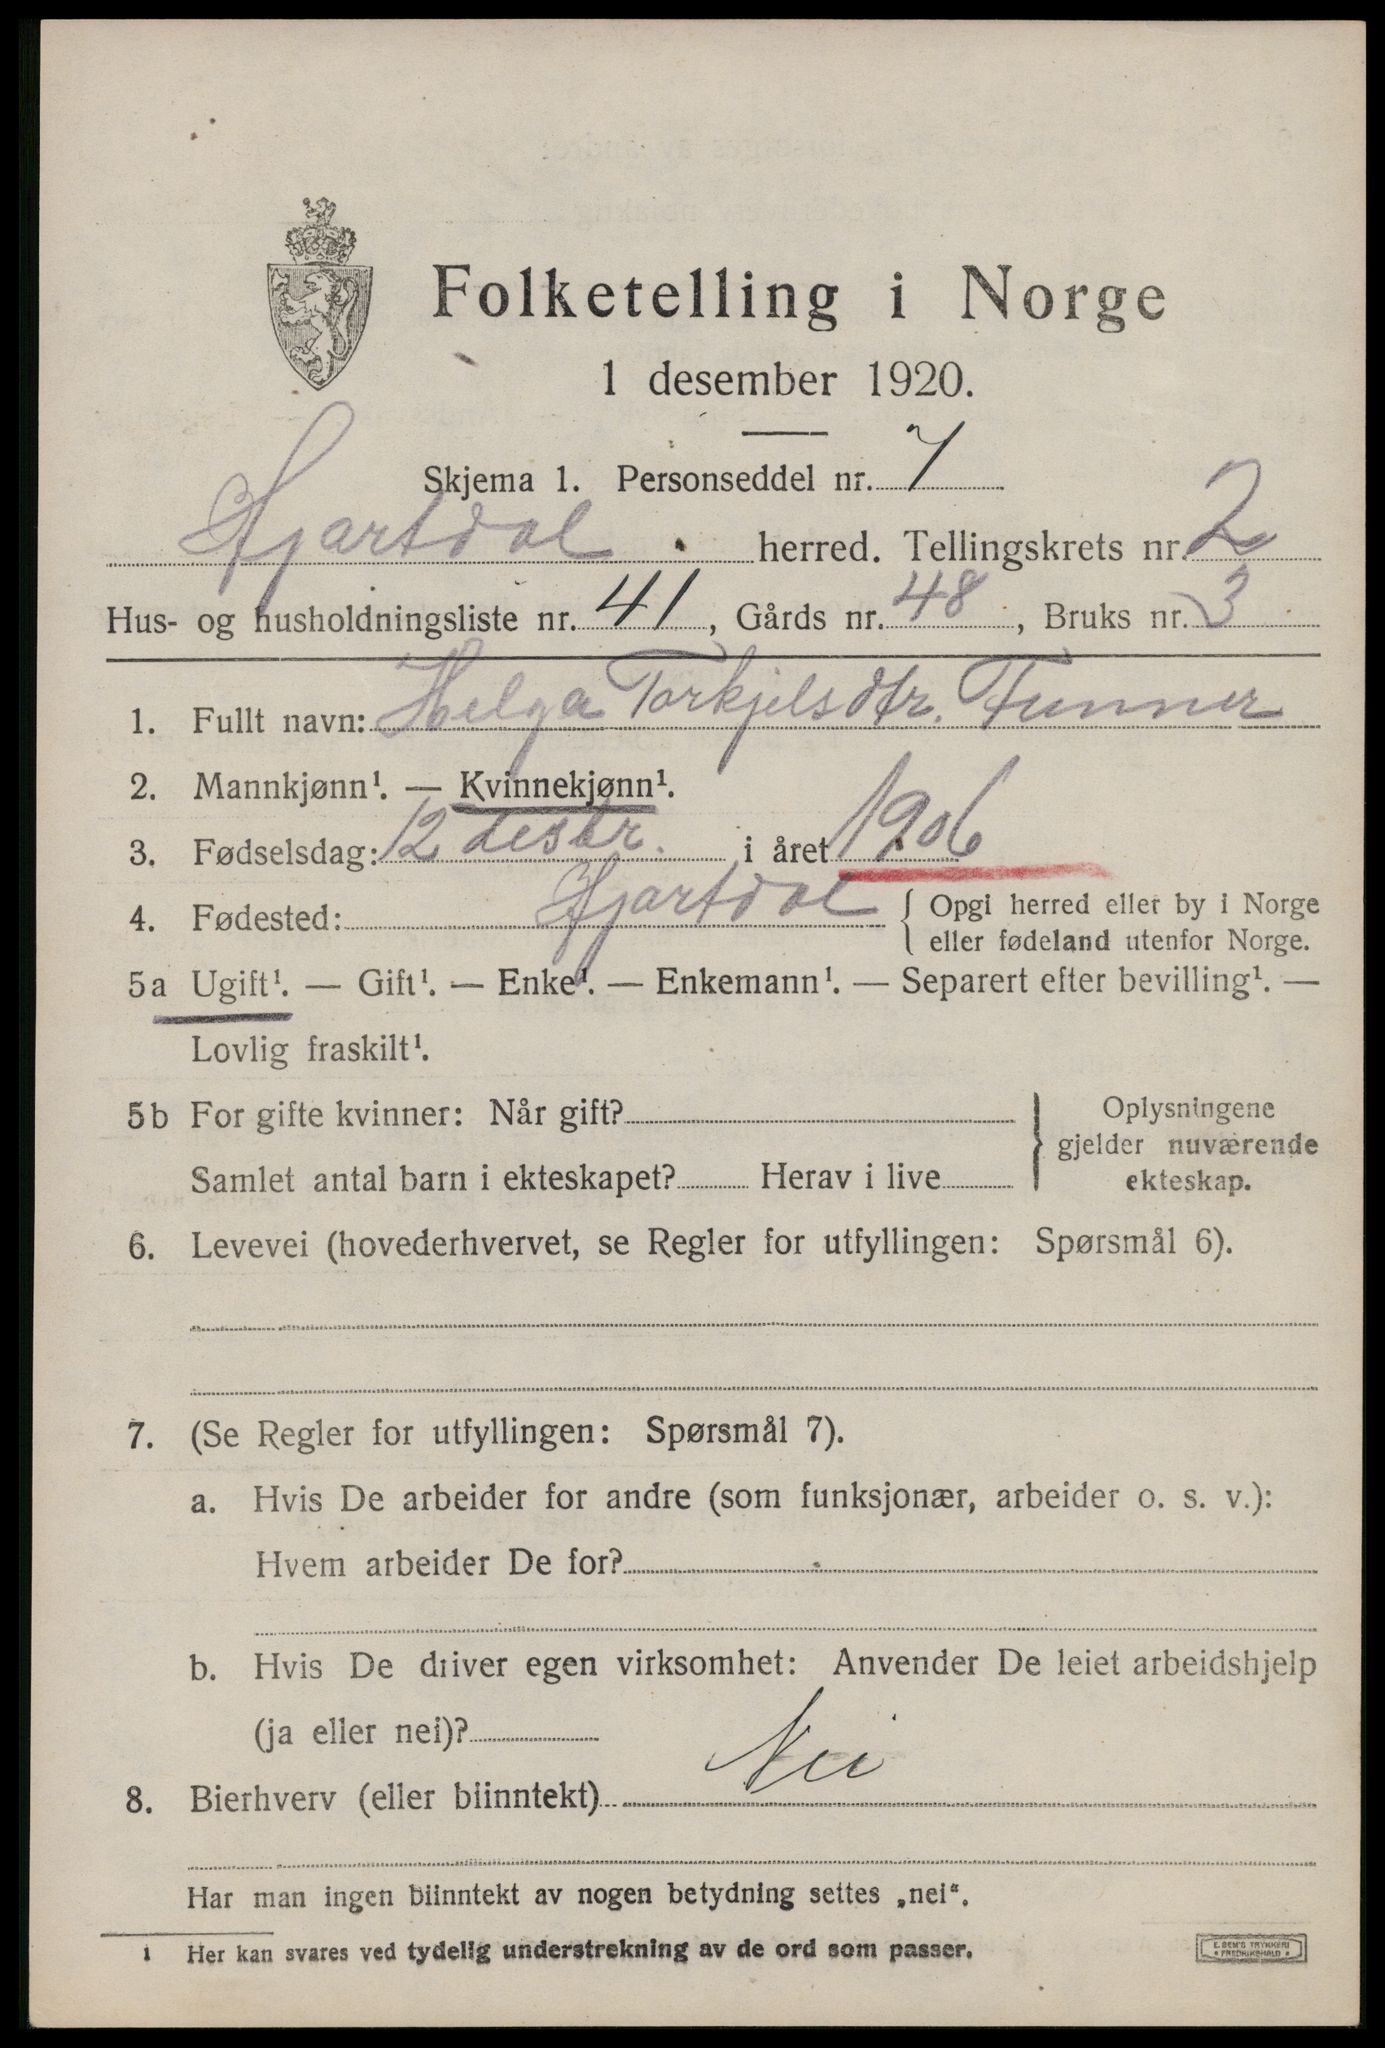 Folketelling i Norge
1 desember 1920.
Skjema 1. Personseddel nr. 7
Hjartdal herred. Tellingskrets nr. 2
Hus- og husholdningsliste nr. 41, Gårds nr. 48, Bruks nr. 3
1. Fullt navn: Helga Torkjelsdtr.
2. Mannkjønn¹. — Kvinnekjønn¹.
3. Fødselsdag: 12 desbr. i året 1906
4. Fødested: Hjartdal { Opgi herred eller by i Norge
eller fødeland utenfor Norge.
5a Ugift¹. — Gift¹. — Enke¹. — Enkemann¹. — Separert efter bevilling¹. —
Lovlig fraskilt¹.
5b For gifte kvinner: Når gift?
Samlet antal barn i ekteskapet? Herav i live
} Oplysningene
gjelder nuværende
ekteskap.
6. Levevei (hovederhvervet, se Regler for utfyllingen: Spørsmål 6).
7. (Se Regler for utfyllingen: Spørsmål 7).
a. Hvis De arbeider for andre (som funksjonær, arbeider o. s. v.):
Hvem arbeider De for?
b. Hvis De driver egen virksomhet: Anvender De leiet arbeidshjelp
(ja eller nei)?
8. Bierhverv (eller biinntekt) Nei
Har man ingen biinntekt av nogen betydning settes „nei“.
1 Her kan svares ved tydelig understrekning av de ord som passer.
E. SEM'S TRYKKERI
* FREDRIKSHALD *